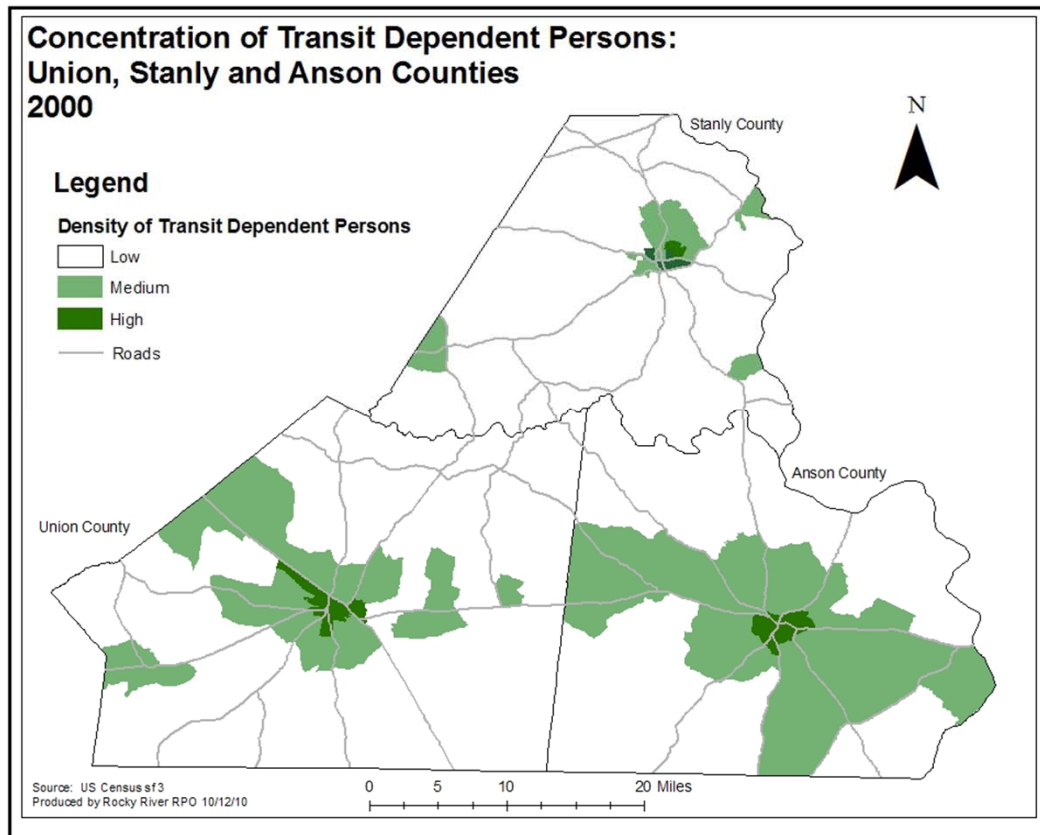 Concentration of Transit Dependent Persons:
Union, Stanly and Anson Counties
2000
N
Stanly County
Legend
Density of Transit Dependent Persons
Low
Medium
High
Roads
Anson County
Union County
Source: US Census sf3
Produced by Rocky River RPO 10/12/10
0 5 10 20 Miles